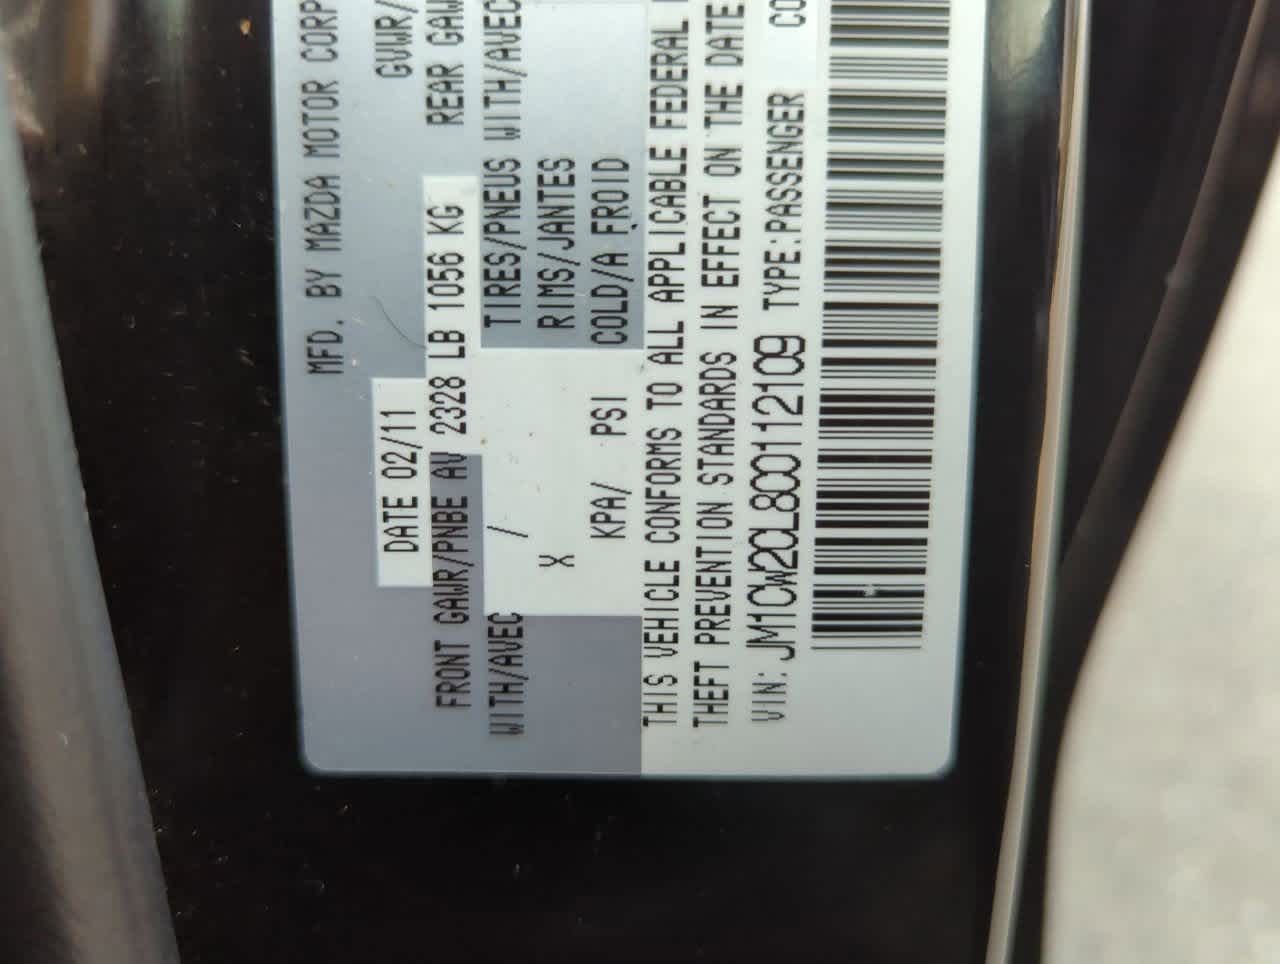 MFD. BY MAZDA MOTOR CORP
DATE 02/11 GVWR/
FRONT GAWR/PNBE AV 2328 LB 1056 KG REAR GAW
WITH/AVEC / TIRES/PNEUS WITH/AVEC
X RIMS/JANTES
KPA/ PSI COLD/A FROID
THIS VEHICLE CONFORMS TO ALL APPLICABLE FEDERAL
THEFT PREVENTION STANDARDS IN EFFECT ON THE DATE
VIN: JM1CW2CL8C0112109 TYPE:PASSENGER CO